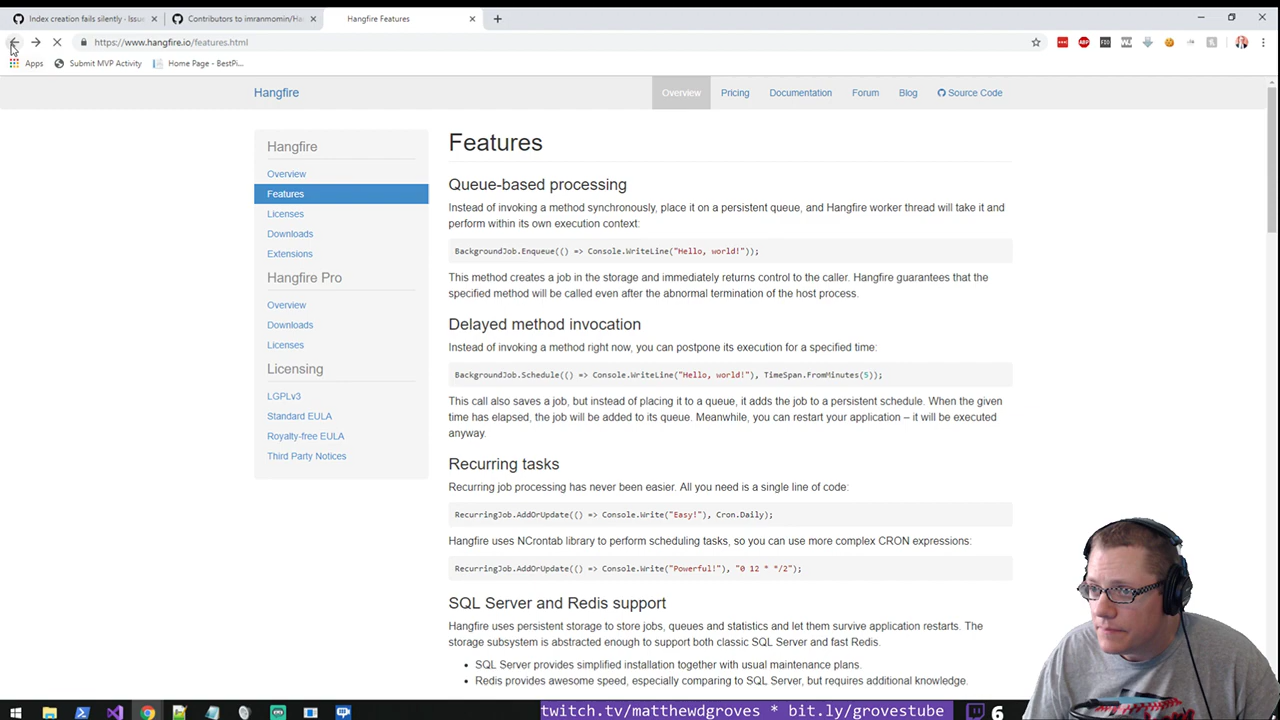 Index creation fails silently · Issu
Contributors to imranmomin/Ha
Hangfire Features
https://www.hangfire.io/features.html
Apps
Submit MVP Activity
Home Page - BestPi...
Hangfire
Overview
Pricing
Documentation
Forum
Blog
Source Code
Hangfire
Overview
Features
Licenses
Downloads
Extensions
Hangfire Pro
Overview
Downloads
Licenses
Licensing
LGPLv3
Standard EULA
Royalty-free EULA
Third Party Notices
Features
Queue-based processing
Instead of invoking a method synchronously, place it on a persistent queue, and Hangfire worker thread will take it and
perform within its own execution context:
BackgroundJob.Enqueue(() => Console.WriteLine("Hello, world!"));
This method creates a job in the storage and immediately returns control to the caller. Hangfire guarantees that the
specified method will be called even after the abnormal termination of the host process.
Delayed method invocation
Instead of invoking a method right now, you can postpone its execution for a specified time:
BackgroundJob.Schedule(() => Console.WriteLine("Hello, world!"), TimeSpan.FromMinutes(5));
This call also saves a job, but instead of placing it to a queue, it adds the job to a persistent schedule. When the given
time has elapsed, the job will be added to its queue. Meanwhile, you can restart your application – it will be executed
anyway.
Recurring tasks
Recurring job processing has never been easier. All you need is a single line of code:
RecurringJob.AddOrUpdate(() => Console.Write("Easy!"), Cron.Daily);
Hangfire uses NCrontab library to perform scheduling tasks, so you can use more complex CRON expressions:
RecurringJob.AddOrUpdate(() => Console.Write("Powerful!"), "0 12 * */2");
SQL Server and Redis support
Hangfire uses persistent storage to store jobs, queues and statistics and let them survive application restarts. The
storage subsystem is abstracted enough to support both classic SQL Server and fast Redis.
• SQL Server provides simplified installation together with usual maintenance plans.
• Redis provides awesome speed, especially comparing to SQL Server, but requires additional knowledge.
twitch.tv/matthewdgroves * bit.ly/grovestube
6